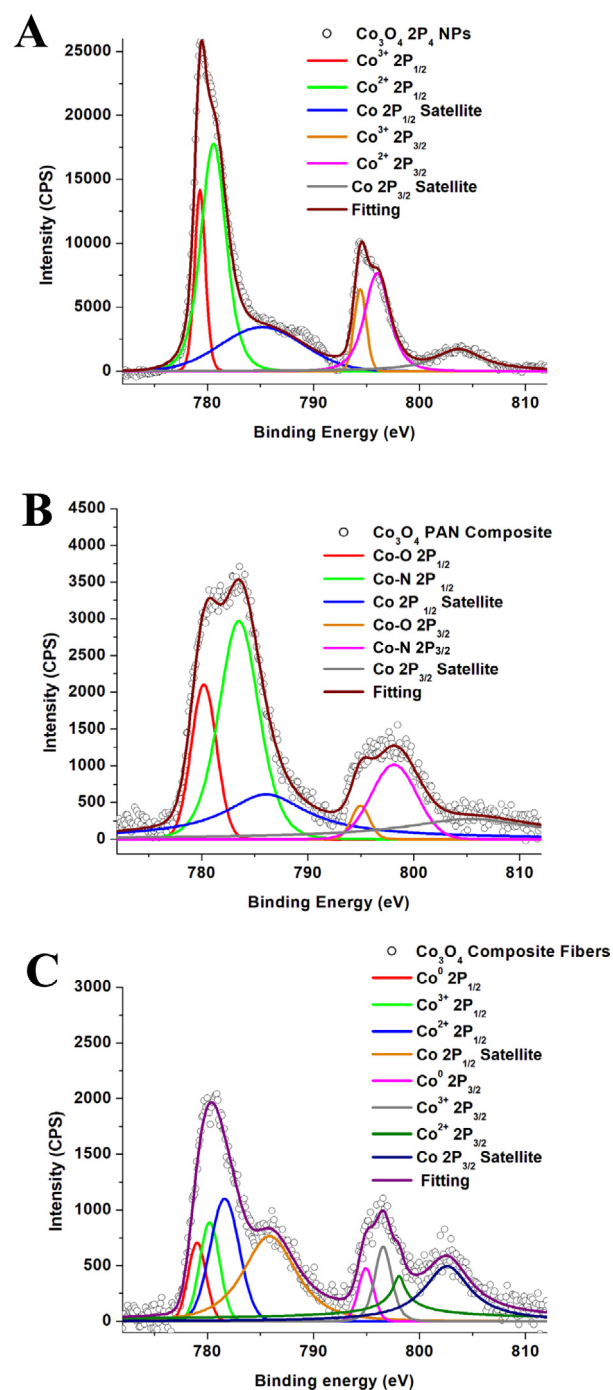 A
Co₃O₄ 2P₄ NPs
Co³⁺ 2P₁/₂
Co²⁺ 2P₁/₂
Co 2P₁/₂ Satellite
Co³⁺ 2P₃/₂
Co²⁺ 2P₃/₂
Co 2P₃/₂ Satellite
Fitting
Intensity (CPS)
25000
20000
15000
10000
5000
0
780 790 800 810
Binding Energy (eV)
B
Co₃O₄ PAN Composite
Co-O 2P₁/₂
Co-N 2P₁/₂
Co 2P₁/₂ Satellite
Co-O 2P₃/₂
Co-N 2P3/2
Co 2P₃/₂ Satellite
Fitting
Intensity (CPS)
4500
4000
3500
3000
2500
2000
1500
1000
500
0
780 790 800 810
Binding Energy (eV)
C
Co₃O₄ Composite Fibers
Co⁰ 2P₁/₂
Co³⁺ 2P₁/₂
Co²⁺ 2P₁/₂
Co 2P₁/₂ Satellite
Co⁰ 2P₃/₂
Co³⁺ 2P₃/₂
Co²⁺ 2P₃/₂
Co 2P₃/₂ Satellite
Fitting
Intensity (CPS)
3000
2500
2000
1500
1000
500
0
780 790 800 810
Binding energy (eV)